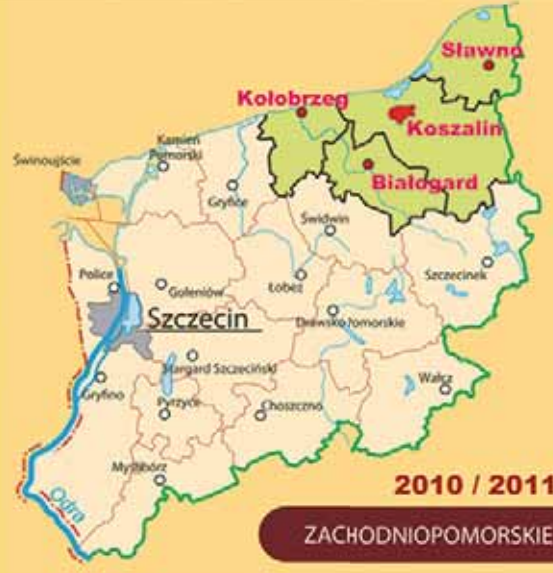 Sławno
Kołobrzeg
Koszalin
Kamień
Pomorski
Świnoujście
Białogard
Gryfice
Świdwin
Police
Goleniów
Łobez
Szczecinek
Szczecin
Drawsko Pomorskie
Stargard Szczeciński
Gryfino
Pyrzyce
Choszczno
Wałcz
Myślibórz
Odra
2010 / 2011
ZACHODNIOPOMORSKIE